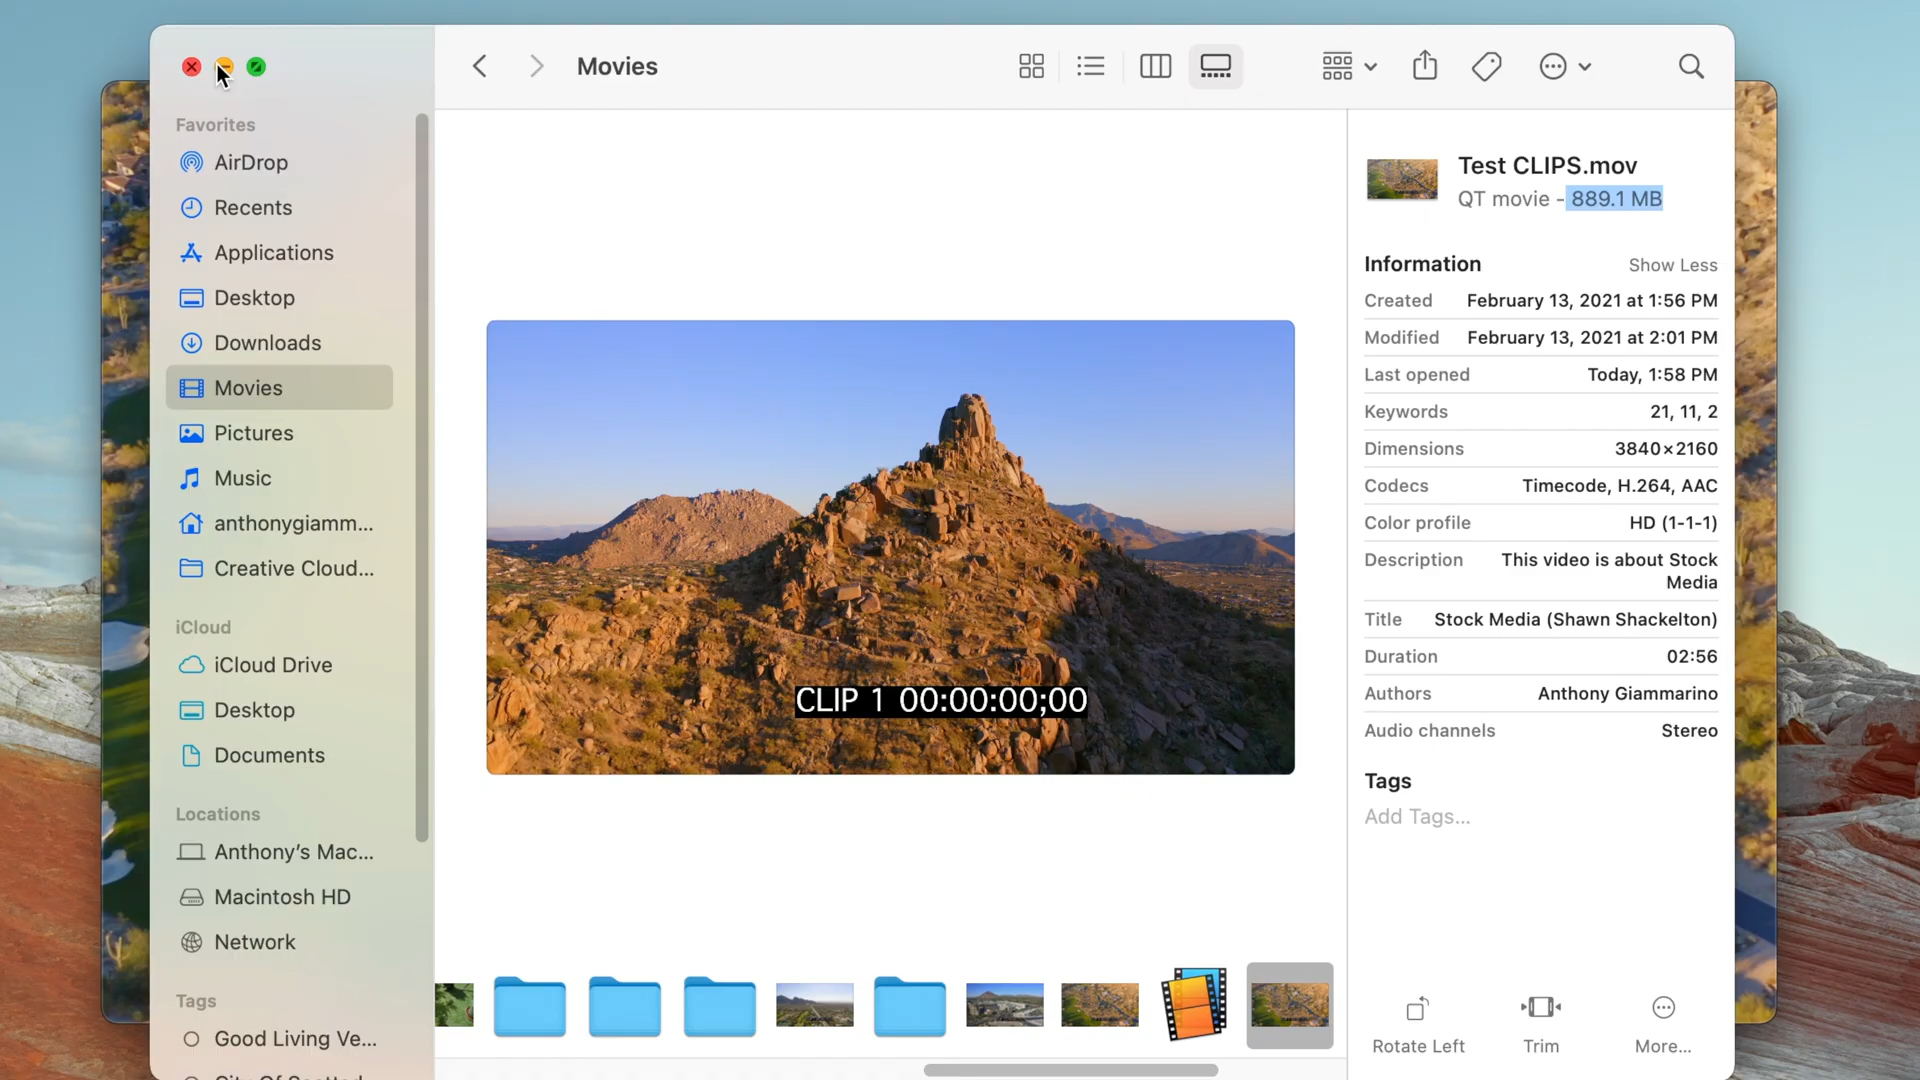 Movies
Favorites
AirDrop
Recents
Applications
Desktop
Downloads
Movies
Pictures
Music
anthonygiamm...
Creative Cloud...
iCloud
iCloud Drive
Desktop
Documents
Locations
Anthony's Mac...
Macintosh HD
Network
Tags
Good Living Ve...
CLIP 1 00:00:00;00
Test CLIPS.mov
QT movie - 889.1 MB
Information Show Less
Created February 13, 2021 at 1:56 PM
Modified February 13, 2021 at 2:01 PM
Last opened Today, 1:58 PM
Keywords 21, 11, 2
Dimensions 3840×2160
Codecs Timecode, H.264, AAC
Color profile HD (1-1-1)
Description This video is about Stock
Media
Title Stock Media (Shawn Shackelton)
Duration 02:56
Authors Anthony Giammarino
Audio channels Stereo
Tags
Add Tags...
Rotate Left Trim More...